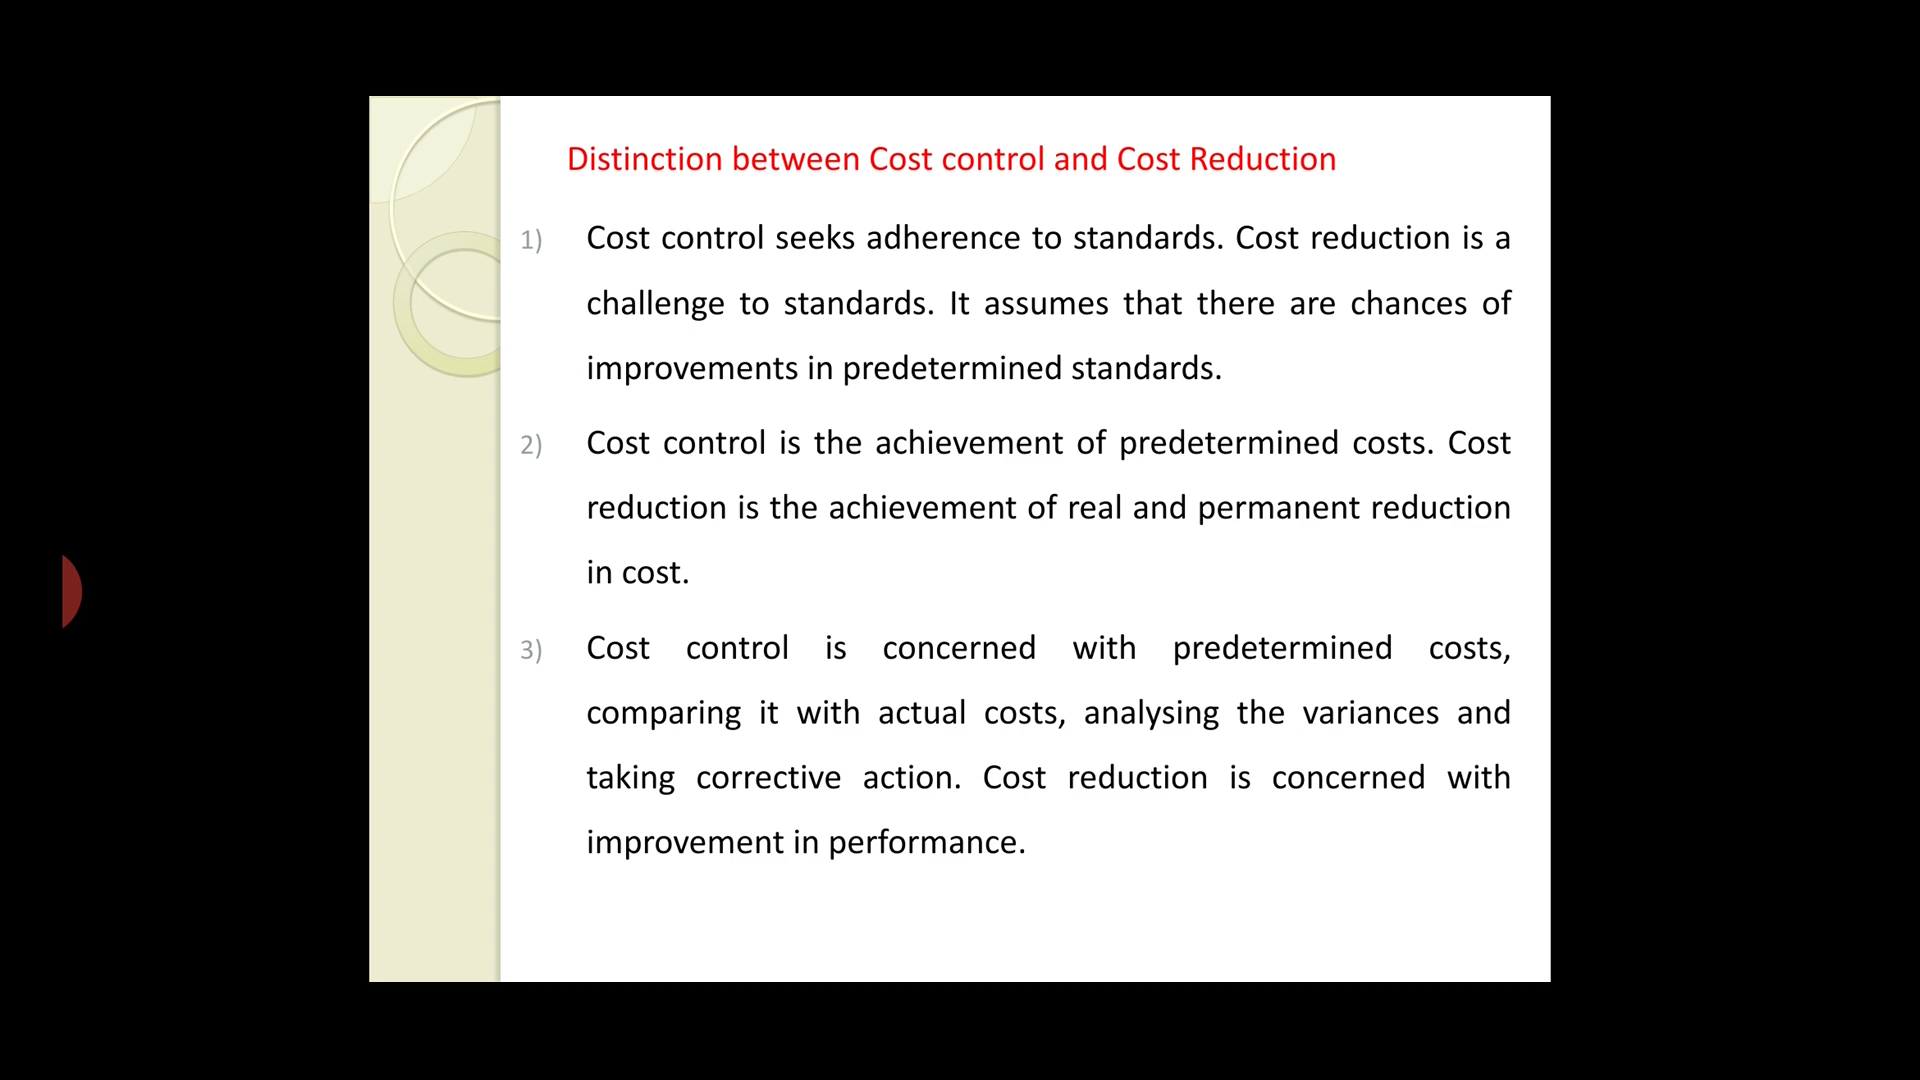 Distinction between Cost control and Cost Reduction
1) Cost control seeks adherence to standards. Cost reduction is a
challenge to standards. It assumes that there are chances of
improvements in predetermined standards.
2) Cost control is the achievement of predetermined costs. Cost
reduction is the achievement of real and permanent reduction
in cost.
3) Cost control is concerned with predetermined costs,
comparing it with actual costs, analysing the variances and
taking corrective action. Cost reduction is concerned with
improvement in performance.